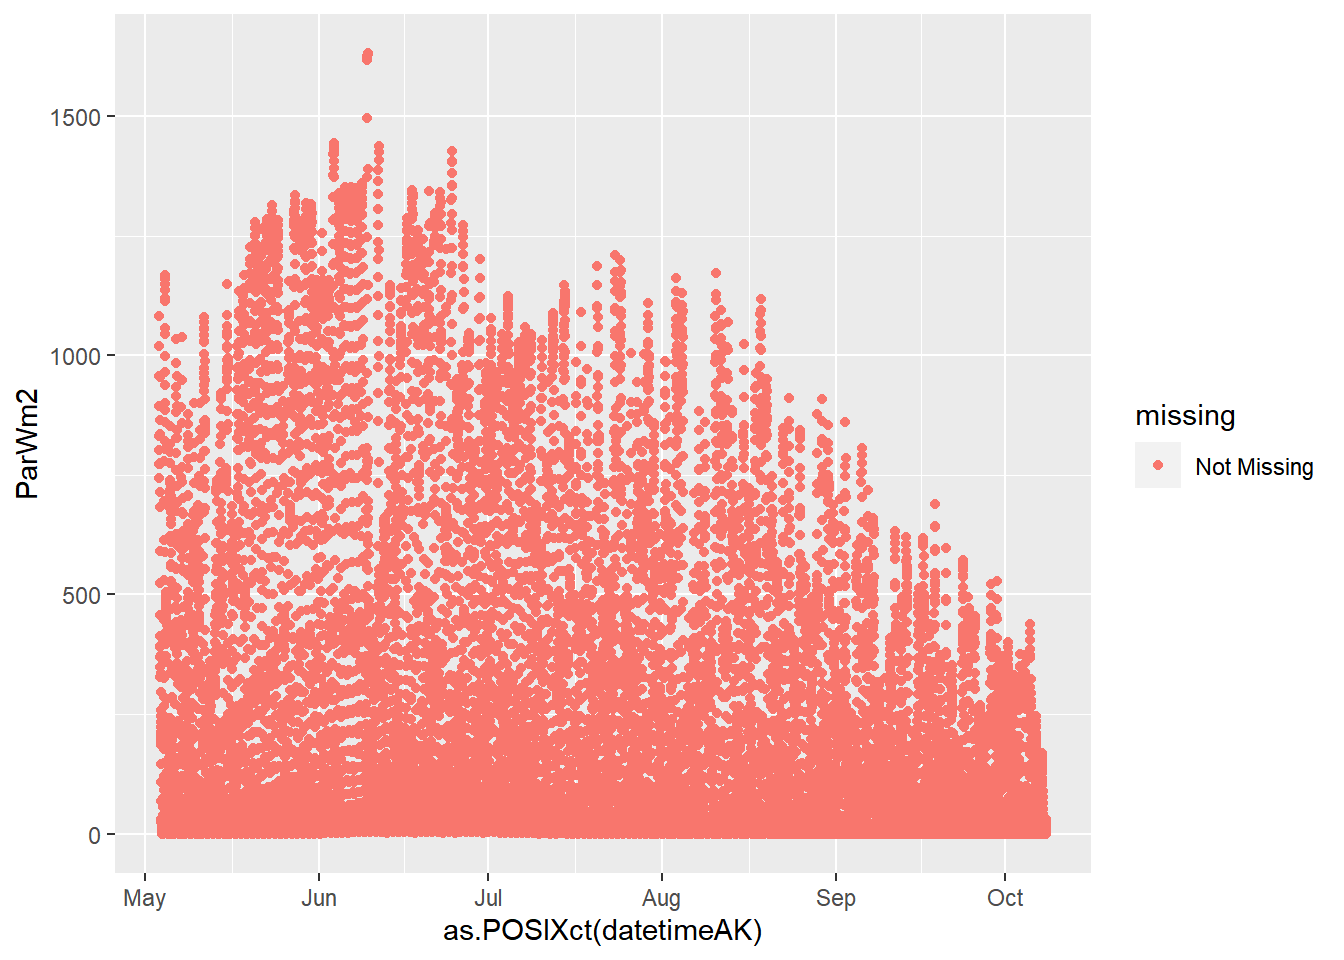 ParWm2
1500
1000
500
0
May Jun Jul Aug Sep Oct
as.POSIXct(datetimeAK)
missing
Not Missing